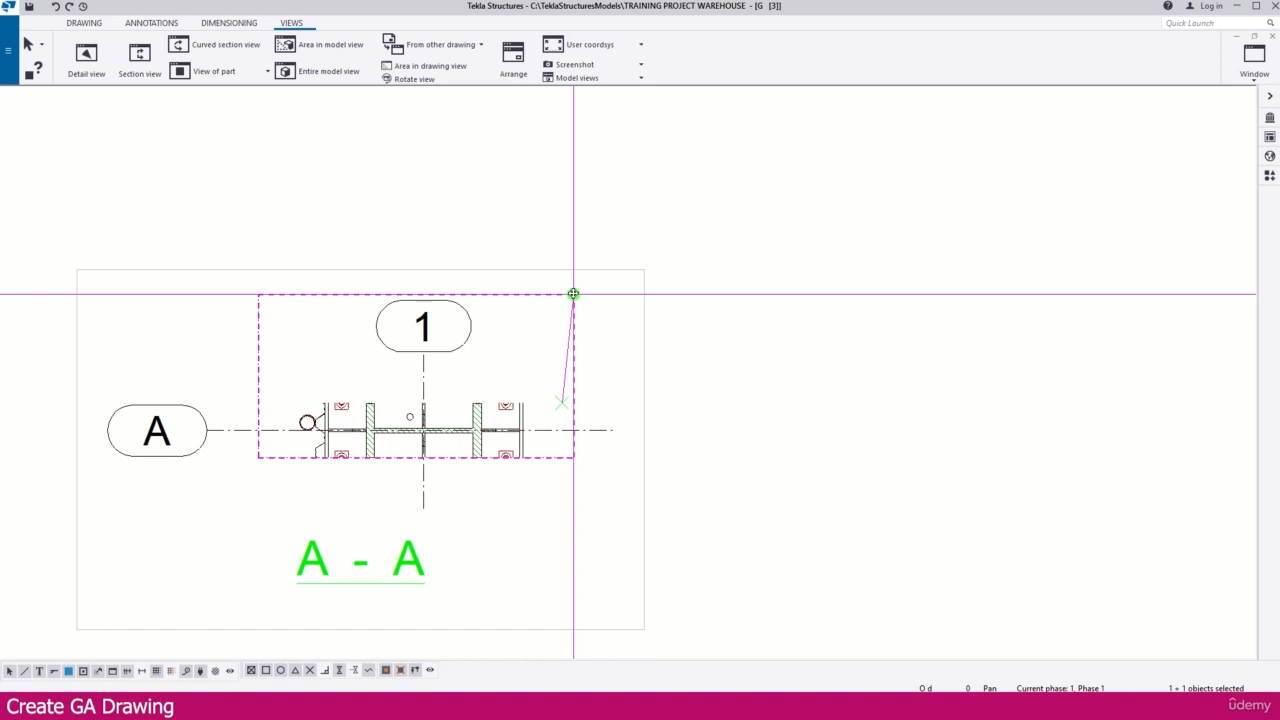 Tekla Structures - C:\TeklaStructuresModels\TRAINING PROJECT WAREHOUSE - [G [3]]
Log in
DRAWING ANNOTATIONS DIMENSIONING VIEWS
Quick Launch
Detail view
Section view
Curved section view
View of part
Area in model view
Entire model view
From other drawing
Area in drawing view
Rotate view
Arrange
User coordsys
Screenshot
Model views
Window
1
A
A - A
O d 0 Pan Current phase: 1, Phase 1 1 + 1 objects selected
Create GA Drawing
ûdemy